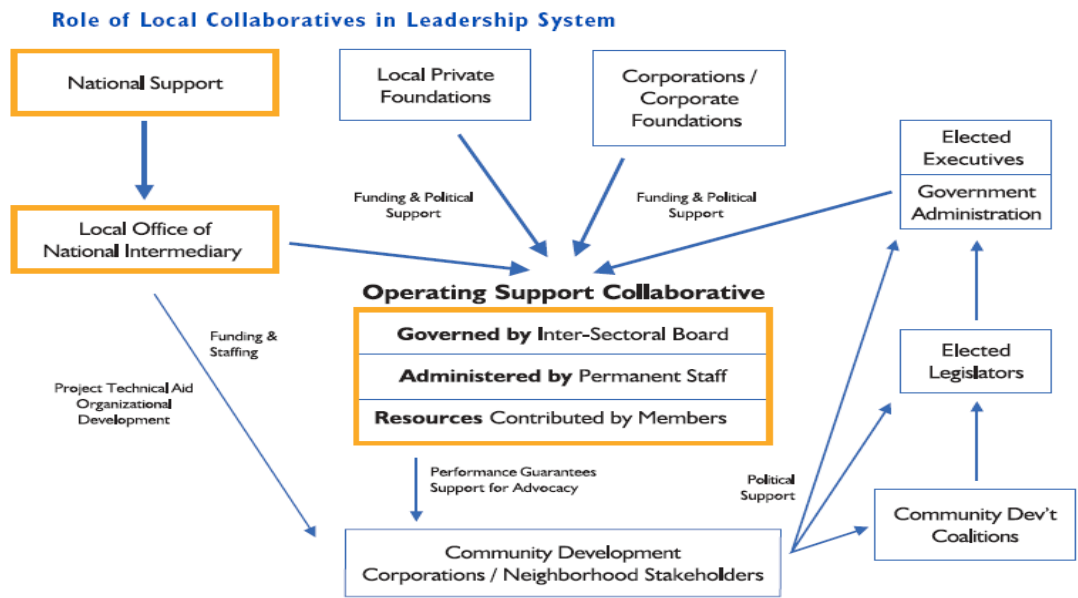 Role of Local Collaboratives in Leadership System
National Support
Local Private
Foundations
Corporations /
Corporate
Foundations
Elected
Executives
Government
Administration
Funding & Political
Support
Funding & Political
Support
Local Office of
National Intermediary
Operating Support Collaborative
Governed by Inter-Sectoral Board
Administered by Permanent Staff
Resources Contributed by Members
Elected
Legislators
Funding &
Staffing
Project Technical Aid
Organizational
Development
Performance Guarantees
Support for Advocacy
Political
Support
Community Dev't
Coalitions
Community Development
Corporations / Neighborhood Stakeholders